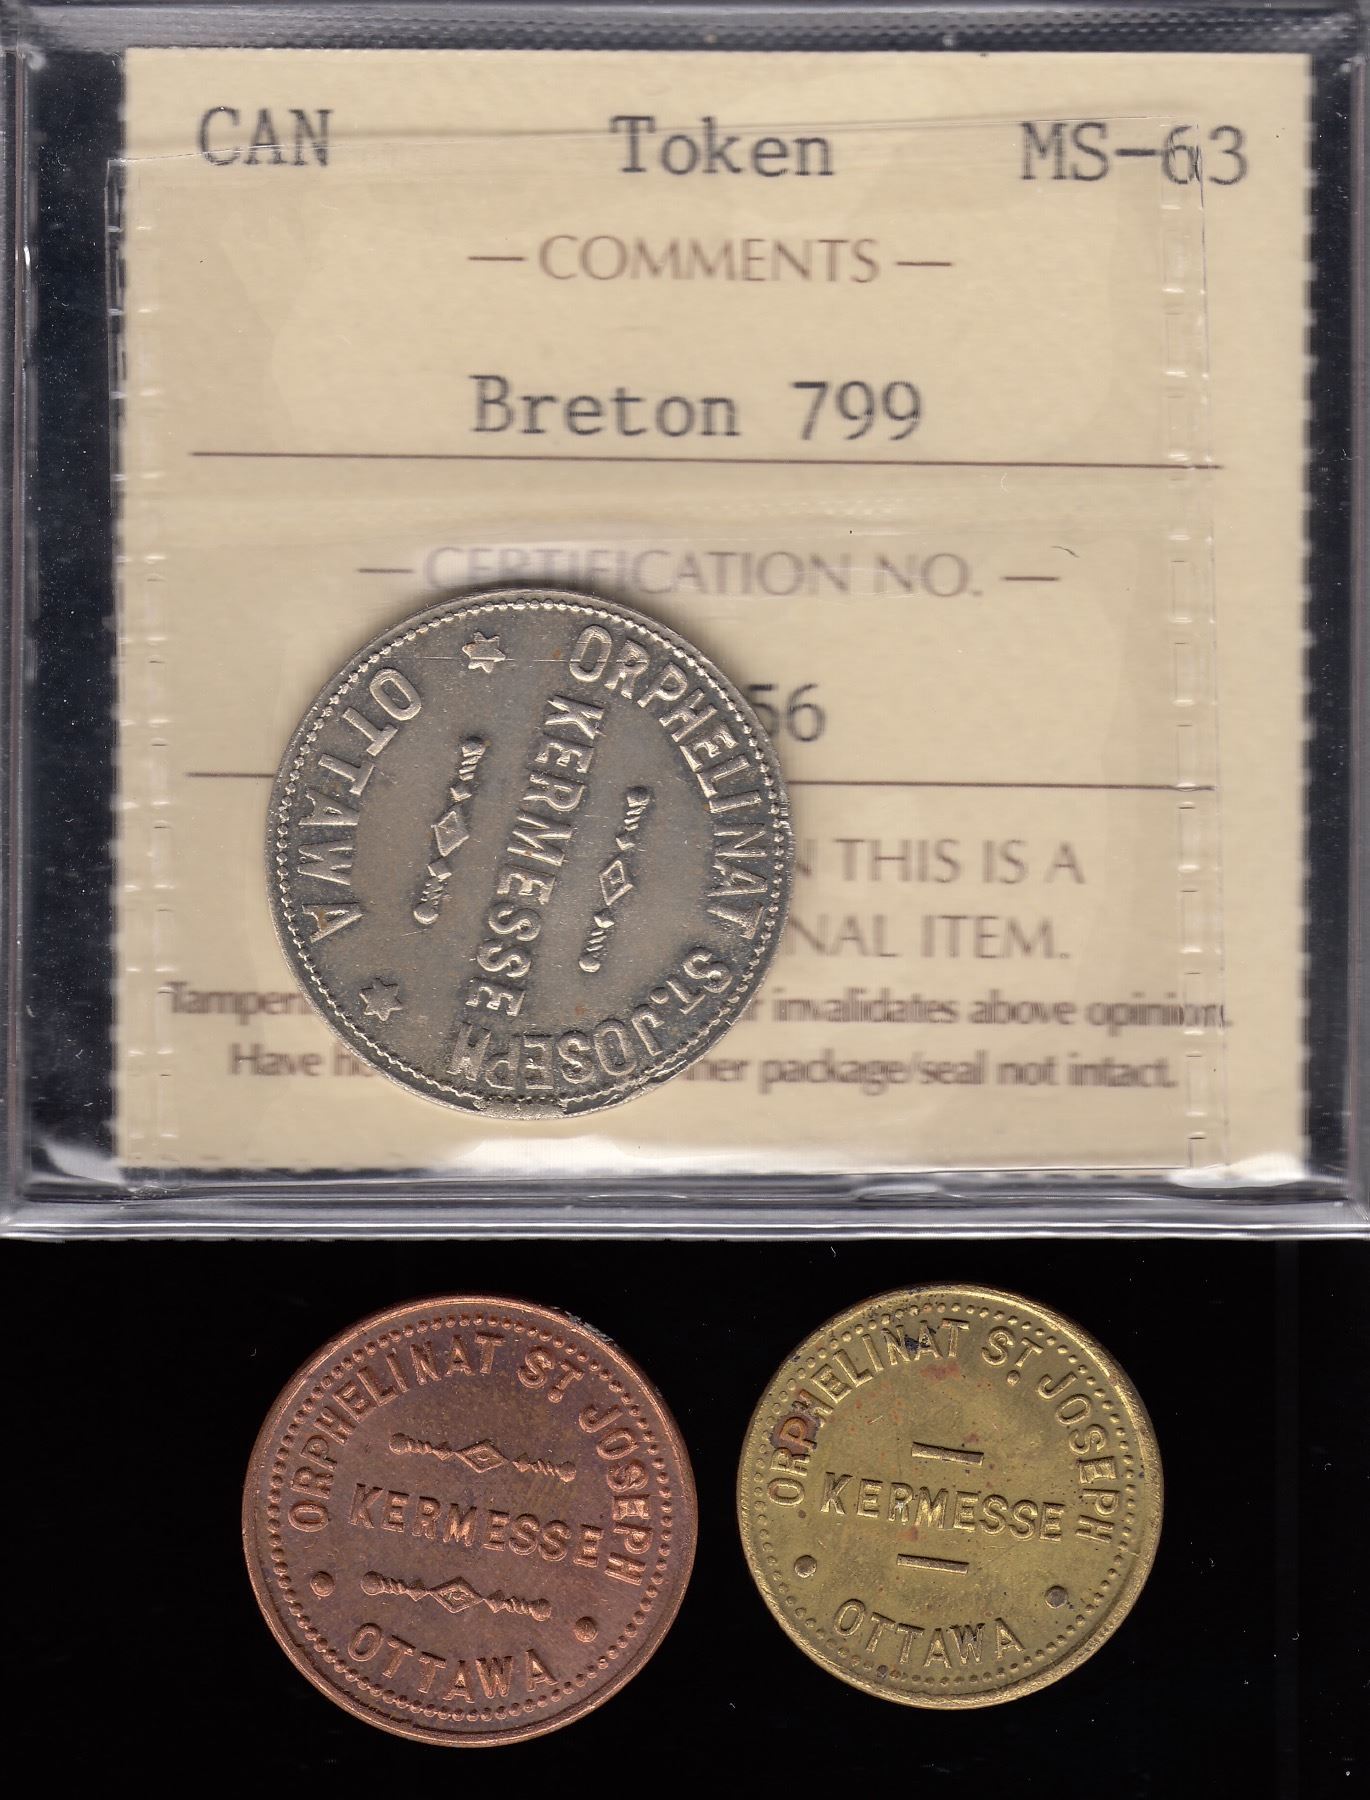 CAN Token MS-63
— COMMENTS —
Breton 799
— CERTIFICATION NO. —
56
THIS IS A
ITEM.
invalidates above opinion.
Have package/seal not intact.
ORPHELINAT ST. JOSEPH
KERMESSE
OTTAWA
ORPHELINAT ST. JOSEPH
KERMESSE
OTTAWA
ORPHELINAT ST. JOSEPH
KERMESSE
OTTAWA